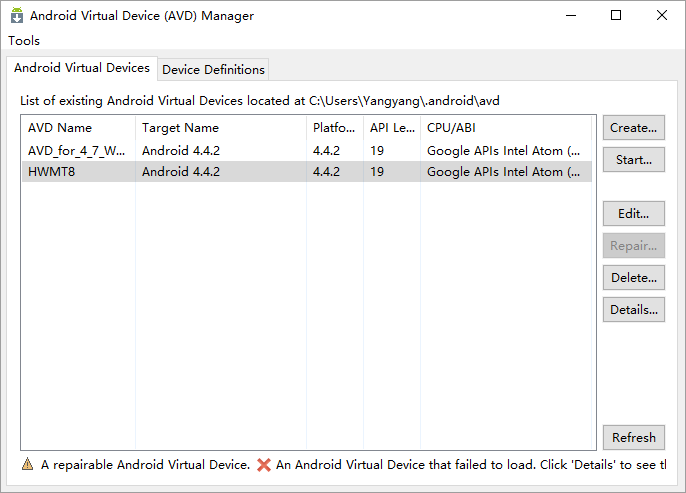 Android Virtual Device (AVD) Manager
Tools
Android Virtual Devices Device Definitions
List of existing Android Virtual Devices located at C:\Users\Yangyang\.android\avd
AVD Name Target Name Platfo... API Le... CPU/ABI
AVD_for_4_7_W... Android 4.4.2 4.4.2 19 Google APIs Intel Atom (...
HWMT8 Android 4.4.2 4.4.2 19 Google APIs Intel Atom (...
Create...
Start...
Edit...
Repair...
Delete...
Details...
Refresh
A repairable Android Virtual Device. An Android Virtual Device that failed to load. Click 'Details' to see